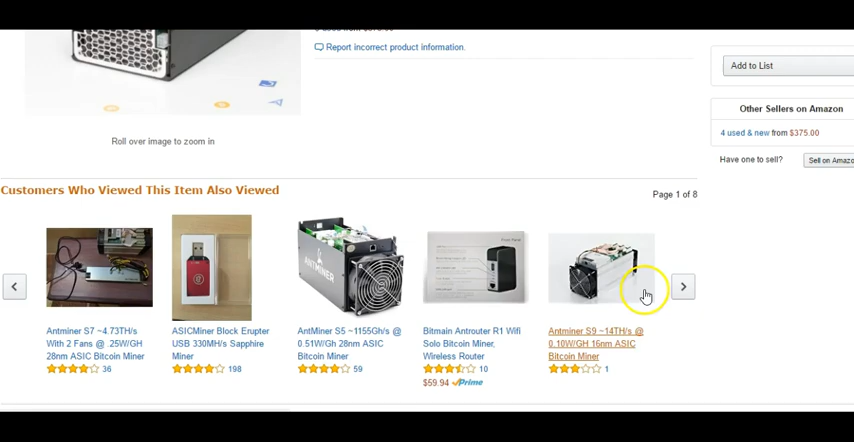 Report incorrect product information.
Add to List
Other Sellers on Amazon
4 used & new from $375.00
Have one to sell?
Sell on Amazo
Roll over image to zoom in
Customers Who Viewed This Item Also Viewed
Page 1 of 8
ANTMINER
Antminer S7 ~4.73TH/s
With 2 Fans @ .25W/GH
28nm ASIC Bitcoin Miner
36
ASICMiner Block Erupter
USB 330MH/s Sapphire
Miner
198
AntMiner S5 ~1155Gh/s @
0.51W/Gh 28nm ASIC
Bitcoin Miner
59
Bitmain Antrouter R1 Wifi
Solo Bitcoin Miner,
Wireless Router
10
$59.94 Prime
Antminer S9 ~14TH/s @
0.10W/GH 16nm ASIC
Bitcoin Miner
1